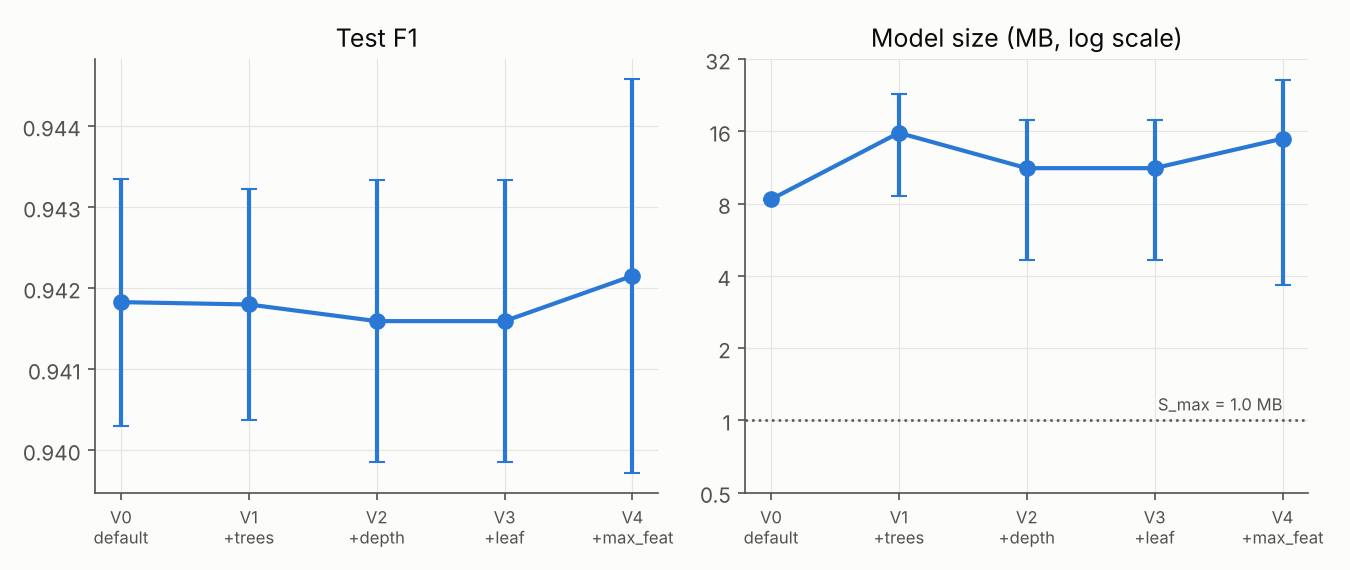 Test F1
0.944
0.943
0.942
0.941
0.940
V0
default
V1
+trees
V2
+depth
V3
+leaf
V4
+max_feat
Model size (MB, log scale)
32
16
8
4
2
1
0.5
S_max = 1.0 MB
V0
default
V1
+trees
V2
+depth
V3
+leaf
V4
+max_feat